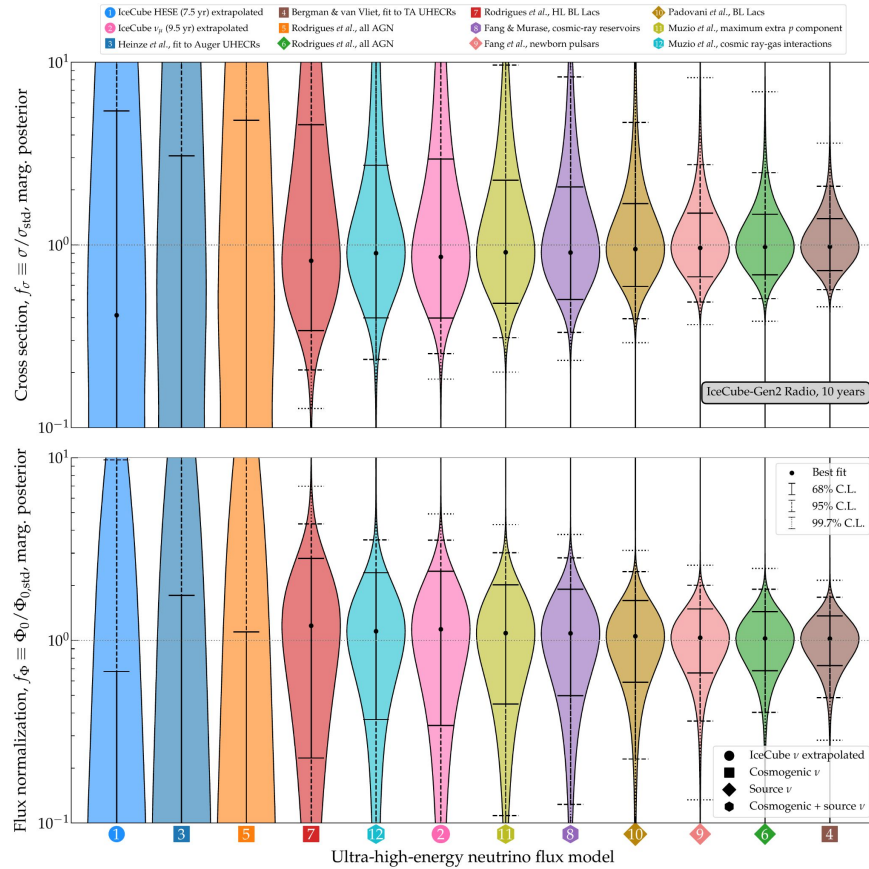 1 IceCube HESE (7.5 yr) extrapolated
2 IceCube νμ (9.5 yr) extrapolated
3 Heinze et al., fit to Auger UHECRs
4 Bergman & van Vliet, fit to TA UHECRs
5 Rodrigues et al., all AGN
6 Rodrigues et al., all AGN
7 Rodrigues et al., HL BL Lacs
8 Fang & Murase, cosmic-ray reservoirs
9 Fang et al., newborn pulsars
10 Padovani et al., BL Lacs
11 Muzio et al., maximum extra p component
12 Muzio et al., cosmic ray-gas interactions
Cross section, fσ ≡ σ/σstd, marg. posterior
10¹
10⁰
10⁻¹
IceCube-Gen2 Radio, 10 years
Flux normalization, fΦ ≡ Φ0/Φ0,std, marg. posterior
10¹
10⁰
10⁻¹
Best fit
68% C.L.
95% C.L.
99.7% C.L.
IceCube ν extrapolated
Cosmogenic ν
Source ν
Cosmogenic + source ν
1 3 5 7 12 2 11 8 10 9 6 4
Ultra-high-energy neutrino flux model